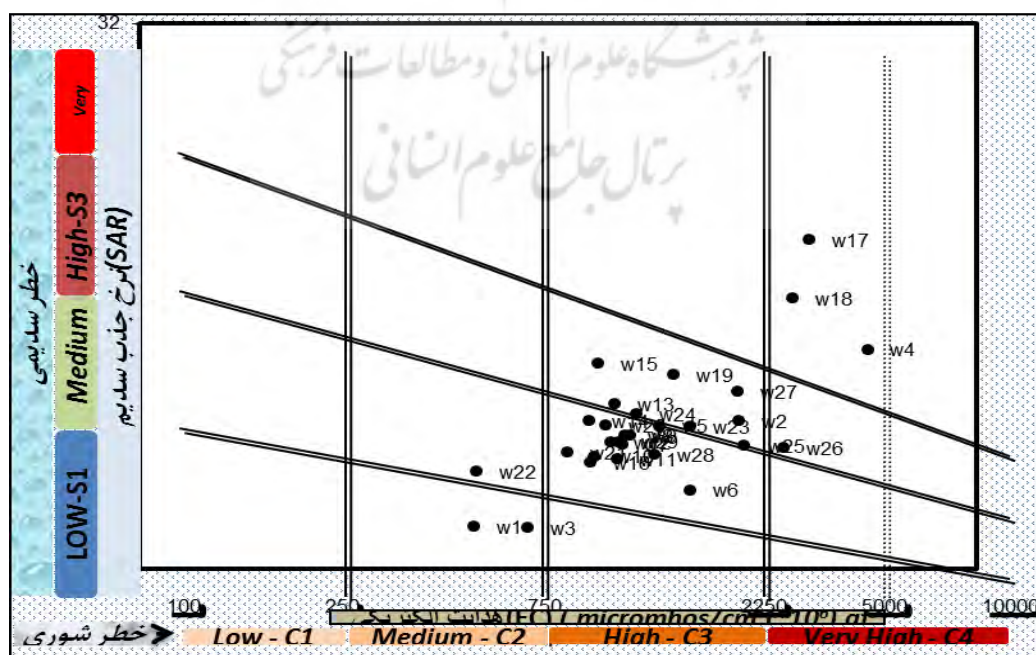 32
پژوهشگاه علوم انسانی و مطالعات فرهنگی
پرتال جامع علوم انسانی
خطر سدیمی
Very
High-S3
Medium
LOW-S1
نرخ جذب سدیم (SAR)
w17
w18
w4
w15
w19
w27
w13
w24
w2
w23
w25
w26
w28
w11
w22
w6
w1
w3
100 250 750 2250 5000 10000
خطر شوری
Low - C1
Medium - C2
High - C3
Very High - C4